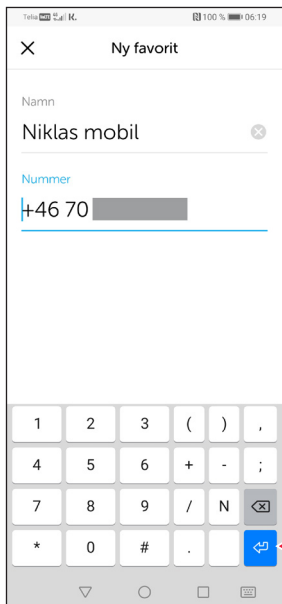 Telia 4G K. N 100 % 06:19
Ny favorit
Namn
Niklas mobil
Nummer
+46 70
1 2 3 ( ) ,
4 5 6 + - ;
7 8 9 / N
* 0 # .